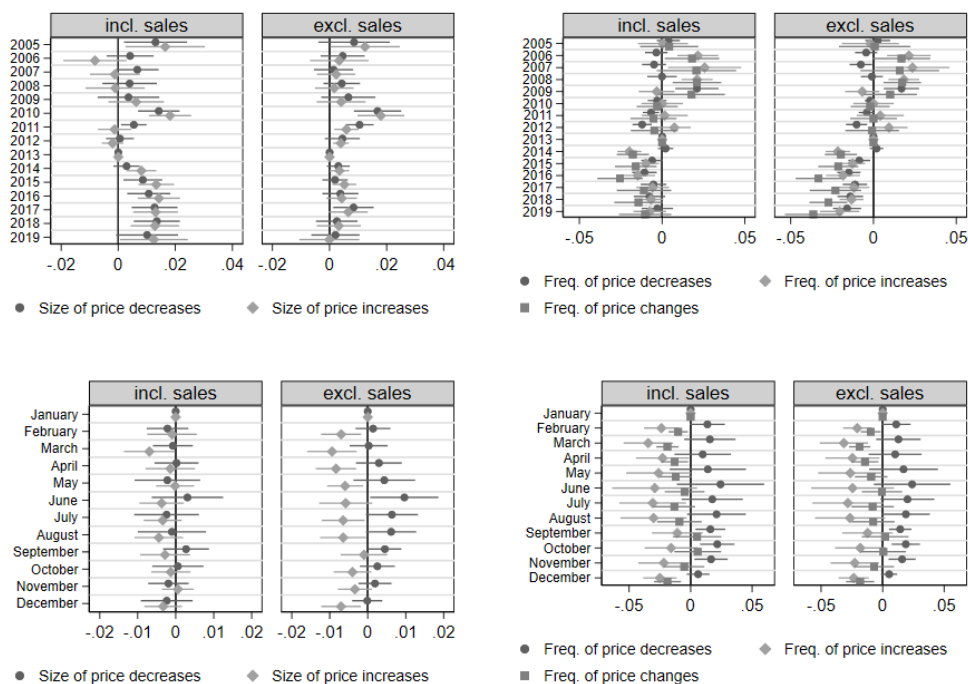 incl. sales
excl. sales
2005
2006
2007
2008
2009
2010
2011
2012
2013
2014
2015
2016
2017
2018
2019
-.02 0 .02 .04 -.02 0 .02 .04
Size of price decreases Size of price increases
incl. sales
excl. sales
2005
2006
2007
2008
2009
2010
2011
2012
2013
2014
2015
2016
2017
2018
2019
-.05 0 .05 -.05 0 .05
Freq. of price decreases Freq. of price increases
Freq. of price changes
incl. sales
excl. sales
January
February
March
April
May
June
July
August
September
October
November
December
-.02 -.01 0 .01 .02 -.02 -.01 0 .01 .02
Size of price decreases Size of price increases
incl. sales
excl. sales
January
February
March
April
May
June
July
August
September
October
November
December
-.05 0 .05 -.05 0 .05
Freq. of price decreases Freq. of price increases
Freq. of price changes